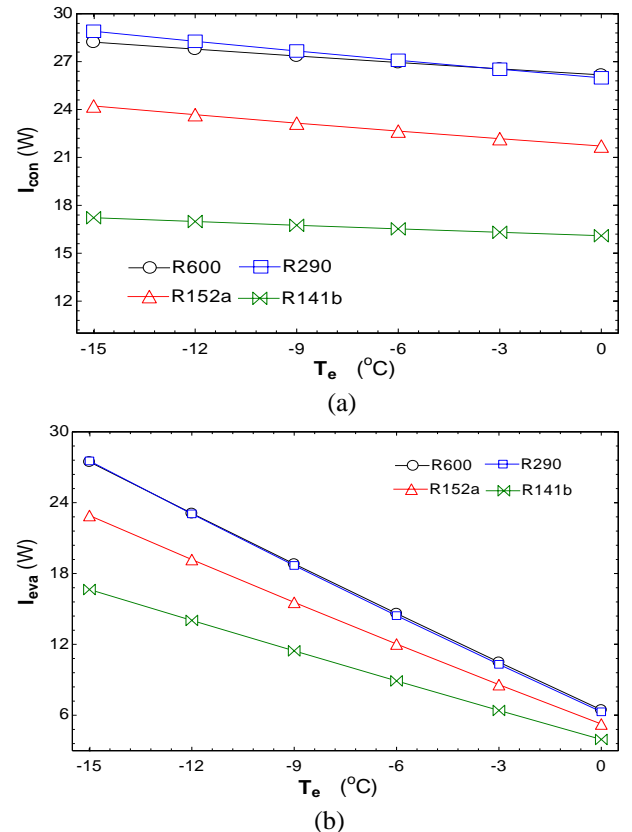 30
27
24
21
18
15
12
I_con (W)
R600 R290
R152a R141b
-15 -12 -9 -6 -3 0
T_e (°C)
(a)
30
24
18
12
6
I_eva (W)
R600 R290
R152a R141b
-15 -12 -9 -6 -3 0
T_e (°C)
(b)